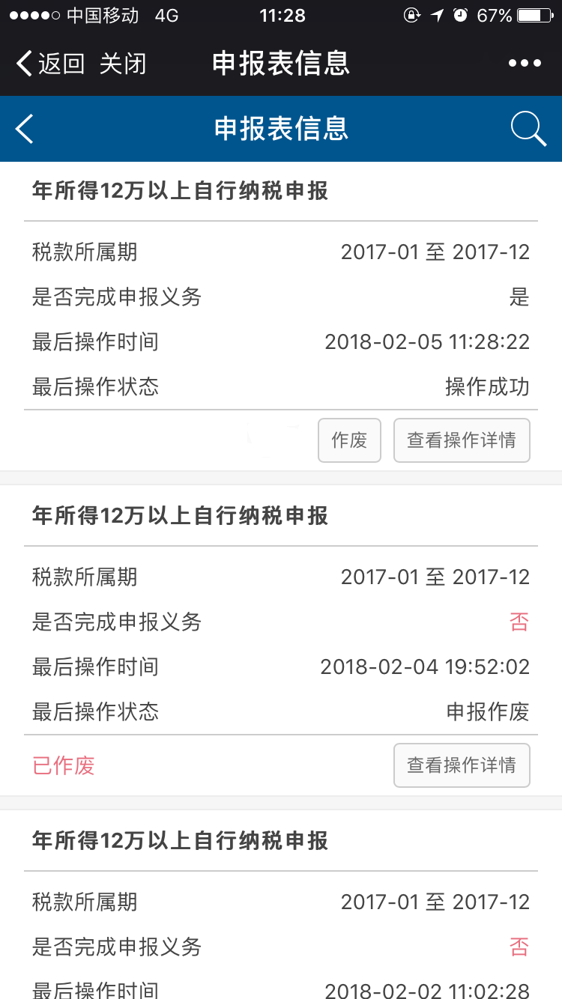 中国移动 4G 11:28 67%
返回 关闭 申报表信息
申报表信息
年所得12万以上自行纳税申报
税款所属期 2017-01 至 2017-12
是否完成申报义务 是
最后操作时间 2018-02-05 11:28:22
最后操作状态 操作成功
作废 查看操作详情
年所得12万以上自行纳税申报
税款所属期 2017-01 至 2017-12
是否完成申报义务 否
最后操作时间 2018-02-04 19:52:02
最后操作状态 申报作废
已作废 查看操作详情
年所得12万以上自行纳税申报
税款所属期 2017-01 至 2017-12
是否完成申报义务 否
最后操作时间 2018-02-02 11:02:28